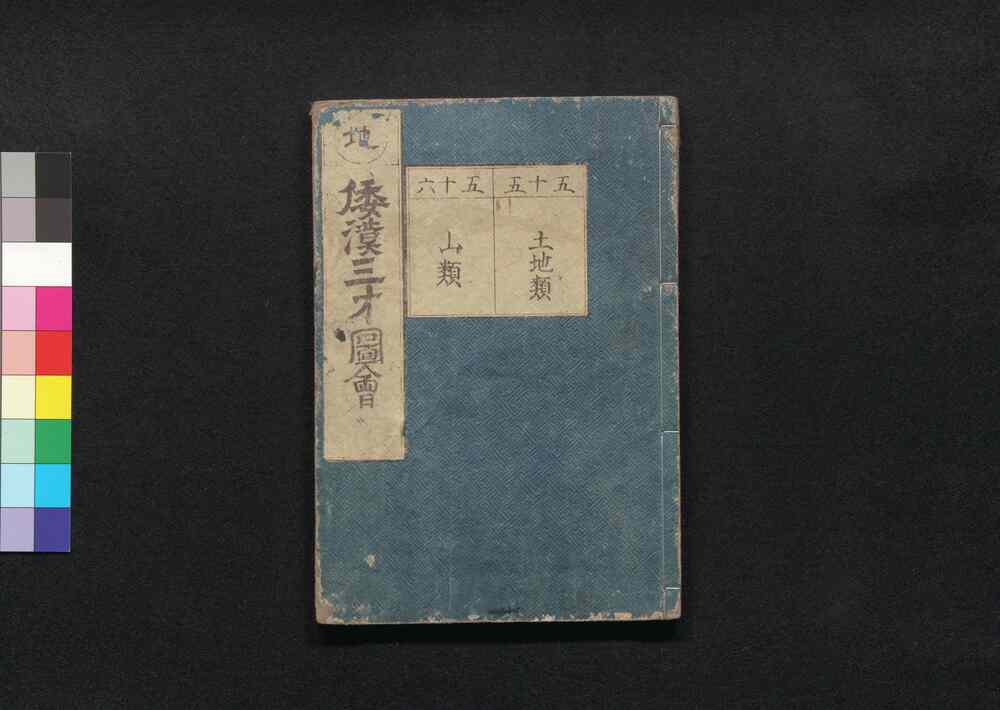 五十五
土地類
五十六
山類
地
倭漢三才圖會